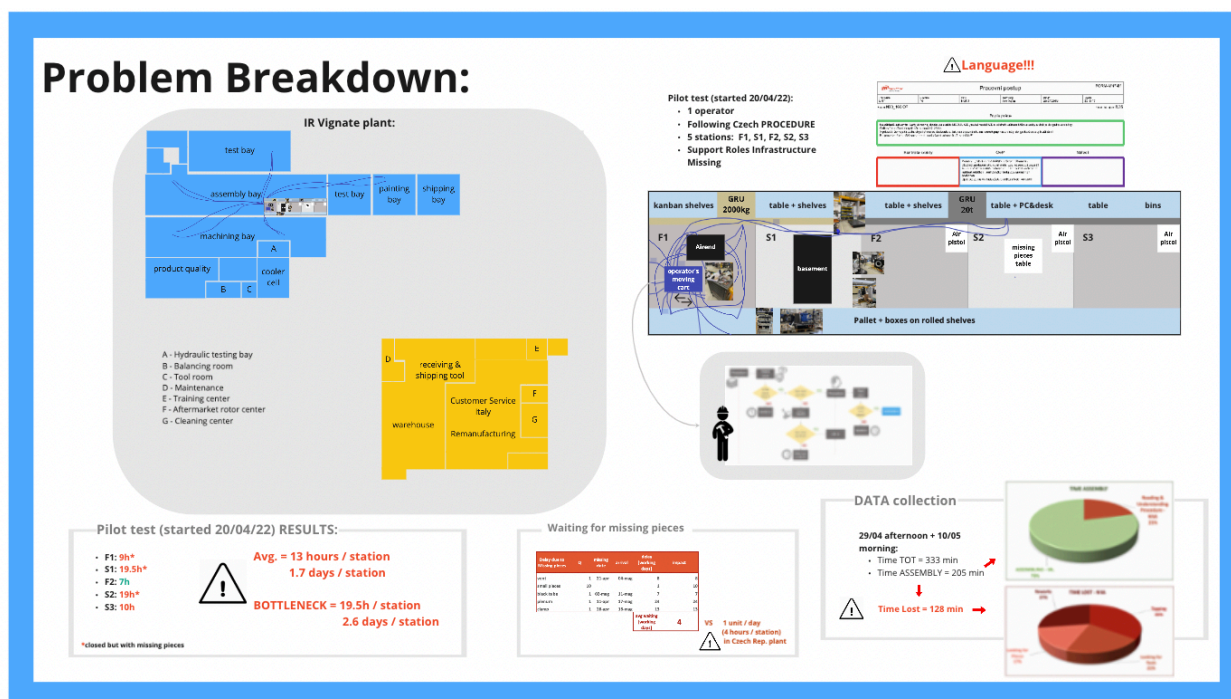 Problem Breakdown:
IR Vignate plant:
test bay
assembly bay
test bay
painting
bay
shipping
bay
machining bay
A
product quality
cooler
cell
B
C
A - Hydraulic testing bay
B - Balancing room
C - Tool room
D - Maintenance
E - Training center
F - Aftermarket rotor center
G - Cleaning center
D
receiving &
shipping tool
E
F
Customer Service
Italy
G
warehouse
Remanufacturing
Pilot test (started 20/04/22):
• 1 operator
• Following Czech PROCEDURE
• 5 stations: F1, S1, F2, S2, S3
• Support Roles Infrastructure
Missing
Language!!!
Pracovní postup
kanban shelves
GRU
2000kg
table + shelves
table + shelves
GRU
20t
table + PC&desk
table
bins
F1
Airend
operator's
moving
cart
S1
basement
F2
Air
pistol
S2
missing
pieces
table
Air
pistol
S3
Air
pistol
Pallet + boxes on rolled shelves
Pilot test (started 20/04/22) RESULTS:
• F1: 9h*
• S1: 19.5h*
• F2: 7h
• S2: 19h*
• S3: 10h
Avg. = 13 hours / station
1.7 days / station
BOTTLENECK = 19.5h / station
2.6 days / station
*closed but with missing pieces
Waiting for missing pieces
4
VS
1 unit / day
(4 hours / station)
in Czech Rep. plant
DATA collection
29/04 afternoon + 10/05
morning:
• Time TOT = 333 min
• Time ASSEMBLY = 205 min
Time Lost = 128 min
TIME ASSEMBLY